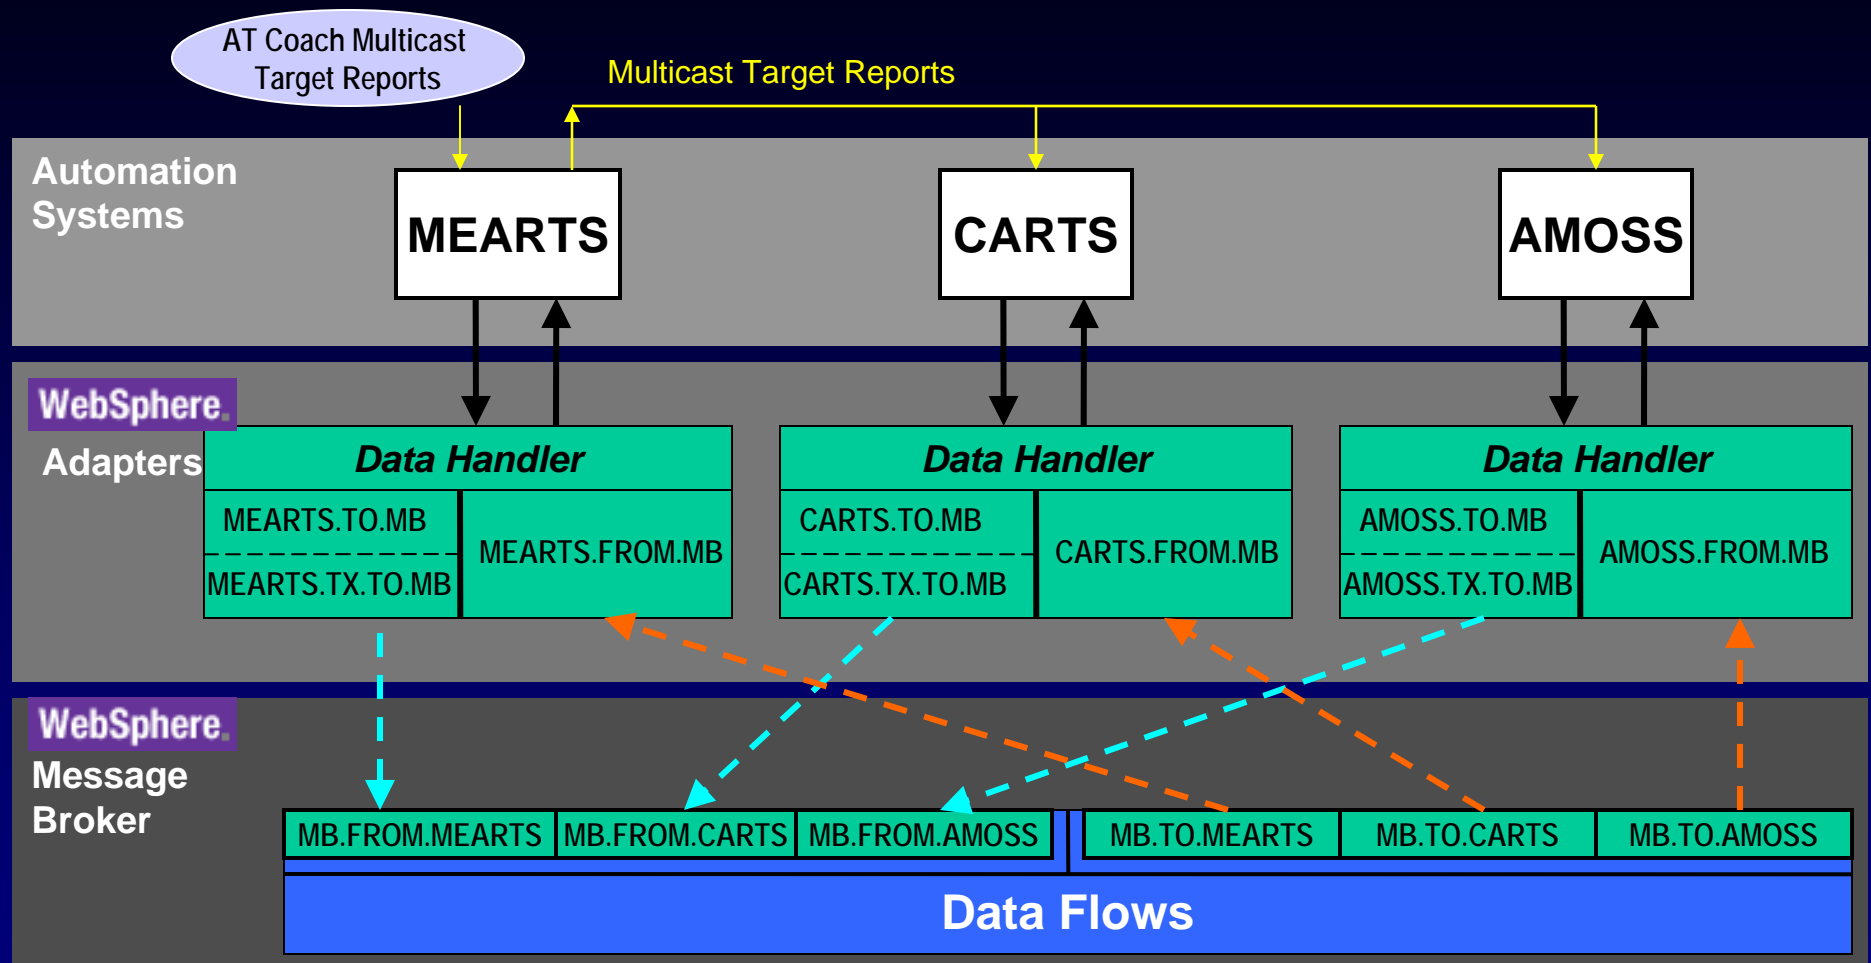 AT Coach Multicast
Target Reports
Multicast Target Reports
Automation
Systems
MEARTS
CARTS
AMOSS
WebSphere.
Adapters
Data Handler
MEARTS.TO.MB
MEARTS.TX.TO.MB
MEARTS.FROM.MB
Data Handler
CARTS.TO.MB
CARTS.TX.TO.MB
CARTS.FROM.MB
Data Handler
AMOSS.TO.MB
AMOSS.TX.TO.MB
AMOSS.FROM.MB
WebSphere.
Message
Broker
MB.FROM.MEARTS
MB.FROM.CARTS
MB.FROM.AMOSS
MB.TO.MEARTS
MB.TO.CARTS
MB.TO.AMOSS
Data Flows